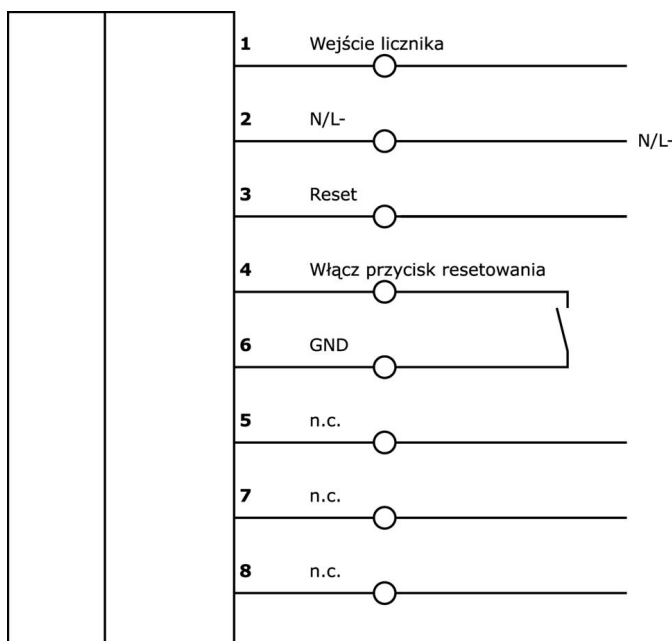 1 Wejście licznika
2 N/L-
N/L-
3 Reset
4 Włącz przycisk resetowania
6 GND
5 n.c.
7 n.c.
8 n.c.